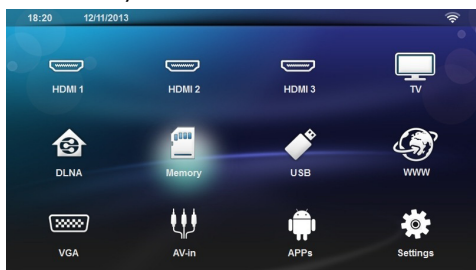 18:20 12/11/2013
HDMI 1 HDMI 2 HDMI 3 TV
DLNA Memory USB WWW
VGA AV-in APPs Settings